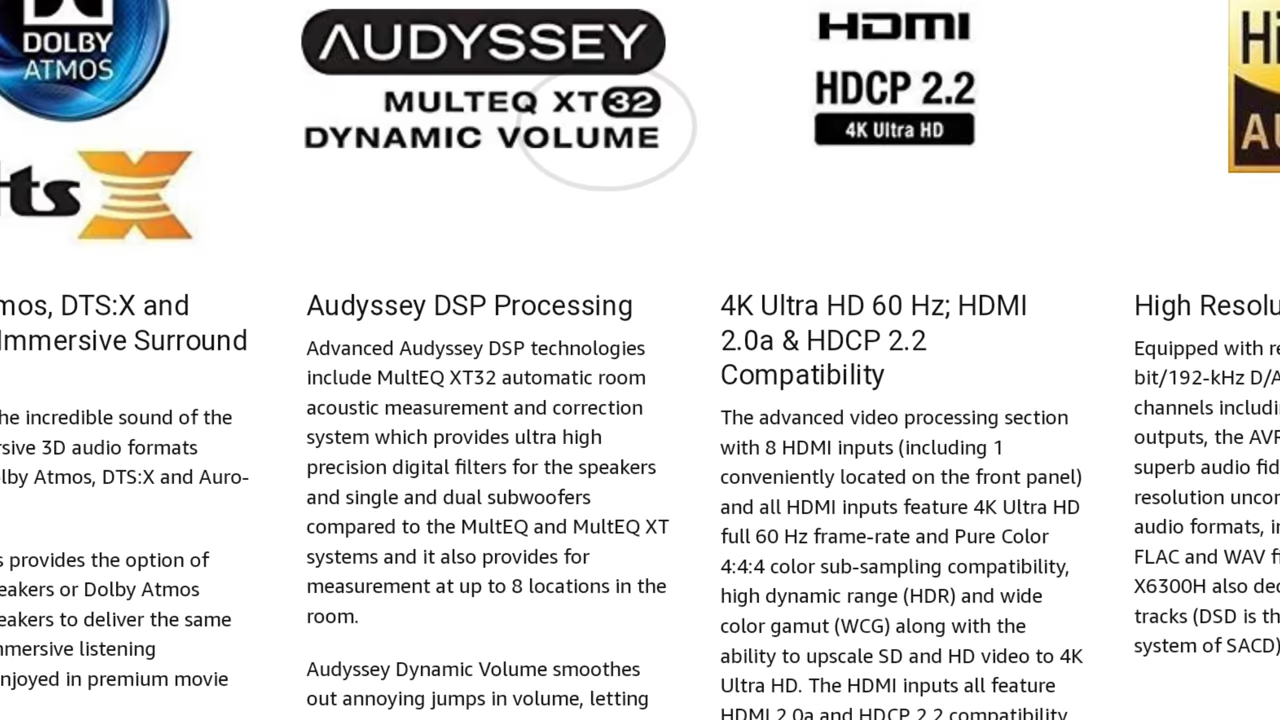 DOLBY
ATMOS
dts X
AUDYSSEY
MULTEQ XT32
DYNAMIC VOLUME
HDMI
HDCP 2.2
4K Ultra HD
Hi
AU
mos, DTS:X and
Immersive Surround
he incredible sound of the
rsive 3D audio formats
lby Atmos, DTS:X and Auro-
s provides the option of
eakers or Dolby Atmos
eakers to deliver the same
mmersive listening
njoyed in premium movie
Audyssey DSP Processing
Advanced Audyssey DSP technologies
include MultEQ XT32 automatic room
acoustic measurement and correction
system which provides ultra high
precision digital filters for the speakers
and single and dual subwoofers
compared to the MultEQ and MultEQ XT
systems and it also provides for
measurement at up to 8 locations in the
room.
Audyssey Dynamic Volume smoothes
out annoying jumps in volume, letting
4K Ultra HD 60 Hz; HDMI
2.0a & HDCP 2.2
Compatibility
The advanced video processing section
with 8 HDMI inputs (including 1
conveniently located on the front panel)
and all HDMI inputs feature 4K Ultra HD
full 60 Hz frame-rate and Pure Color
4:4:4 color sub-sampling compatibility,
high dynamic range (HDR) and wide
color gamut (WCG) along with the
ability to upscale SD and HD video to 4K
Ultra HD. The HDMI inputs all feature
HDMI 2.0a and HDCP 2.2 compatibility
High Resolu
Equipped with re
bit/192-kHz D/A
channels includi
outputs, the AVR
superb audio fid
resolution uncor
audio formats, in
FLAC and WAV fi
X6300H also dec
tracks (DSD is th
system of SACD)